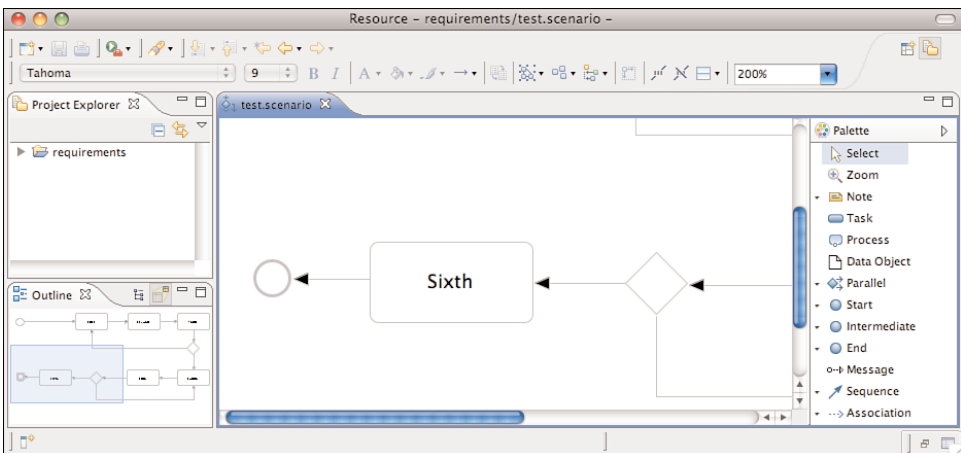 Resource – requirements/test.scenario –
Tahoma 9 B I A 200%
Project Explorer
requirements
Outline
test.scenario
Sixth
Palette
Select
Zoom
Note
Task
Process
Data Object
Parallel
Start
Intermediate
End
Message
Sequence
Association